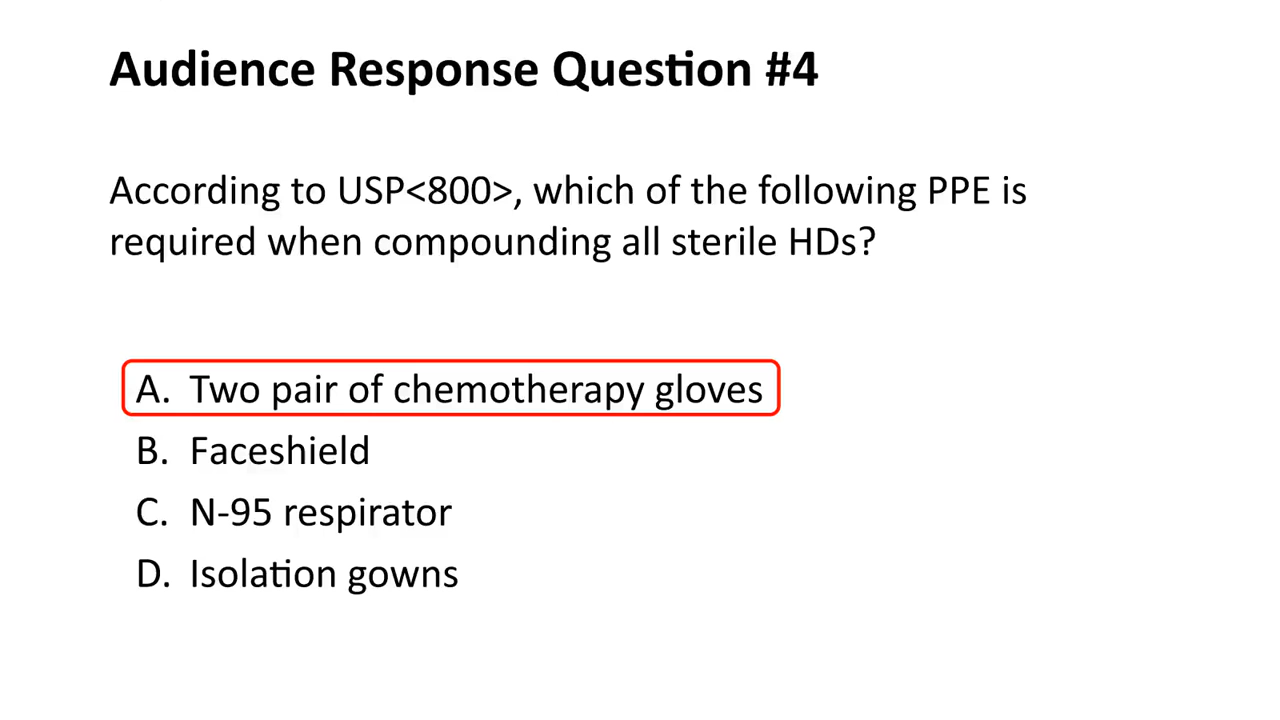 Audience Response Question #4
According to USP<800>, which of the following PPE is
required when compounding all sterile HDs?
A. Two pair of chemotherapy gloves
B. Faceshield
C. N-95 respirator
D. Isolation gowns